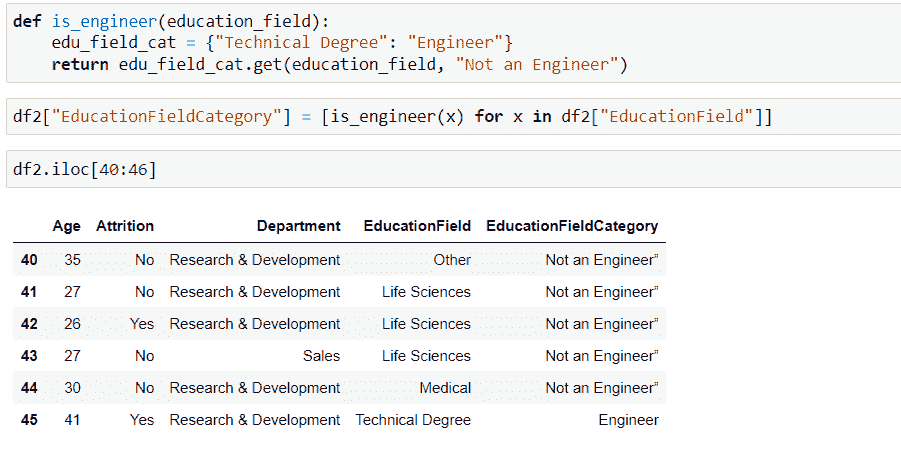 def is_engineer(education_field):
    edu_field_cat = {"Technical Degree": "Engineer"}
    return edu_field_cat.get(education_field, "Not an Engineer")
df2["EducationFieldCategory"] = [is_engineer(x) for x in df2["EducationField"]]
df2.iloc[40:46]
Age Attrition Department EducationField EducationFieldCategory
40 35 No Research & Development Other Not an Engineer"
41 27 No Research & Development Life Sciences Not an Engineer"
42 26 Yes Research & Development Life Sciences Not an Engineer"
43 27 No Sales Life Sciences Not an Engineer"
44 30 No Research & Development Medical Not an Engineer"
45 41 Yes Research & Development Technical Degree Engineer